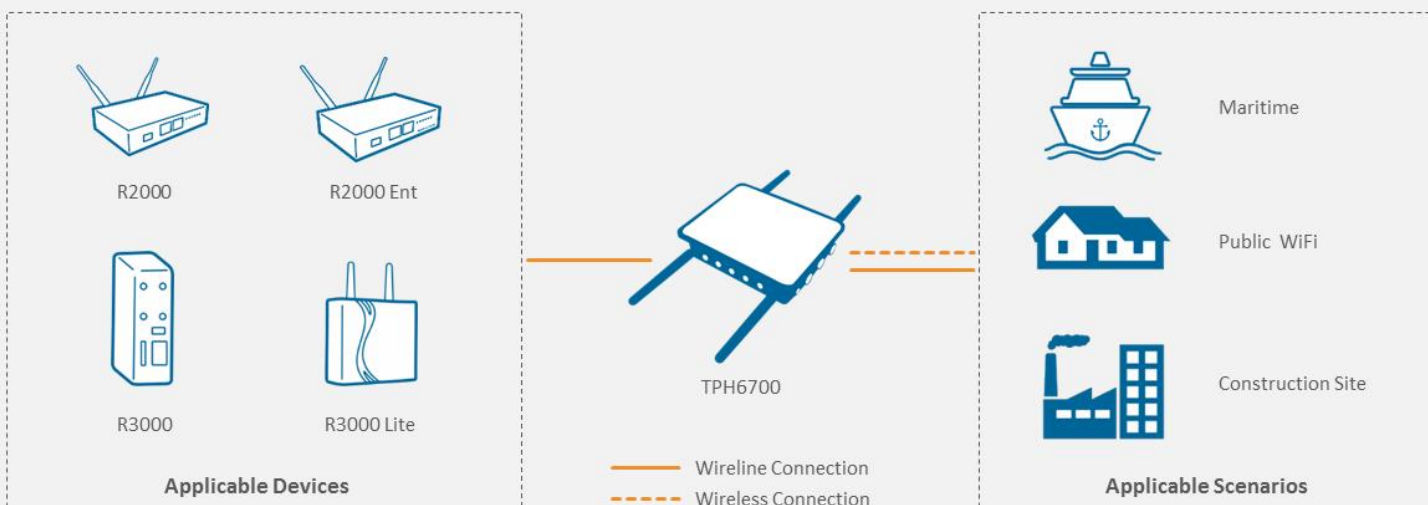 R2000
R2000 Ent
R3000
R3000 Lite
Applicable Devices
TPH6700
Wireline Connection
Wireless Connection
Maritime
Public WiFi
Construction Site
Applicable Scenarios